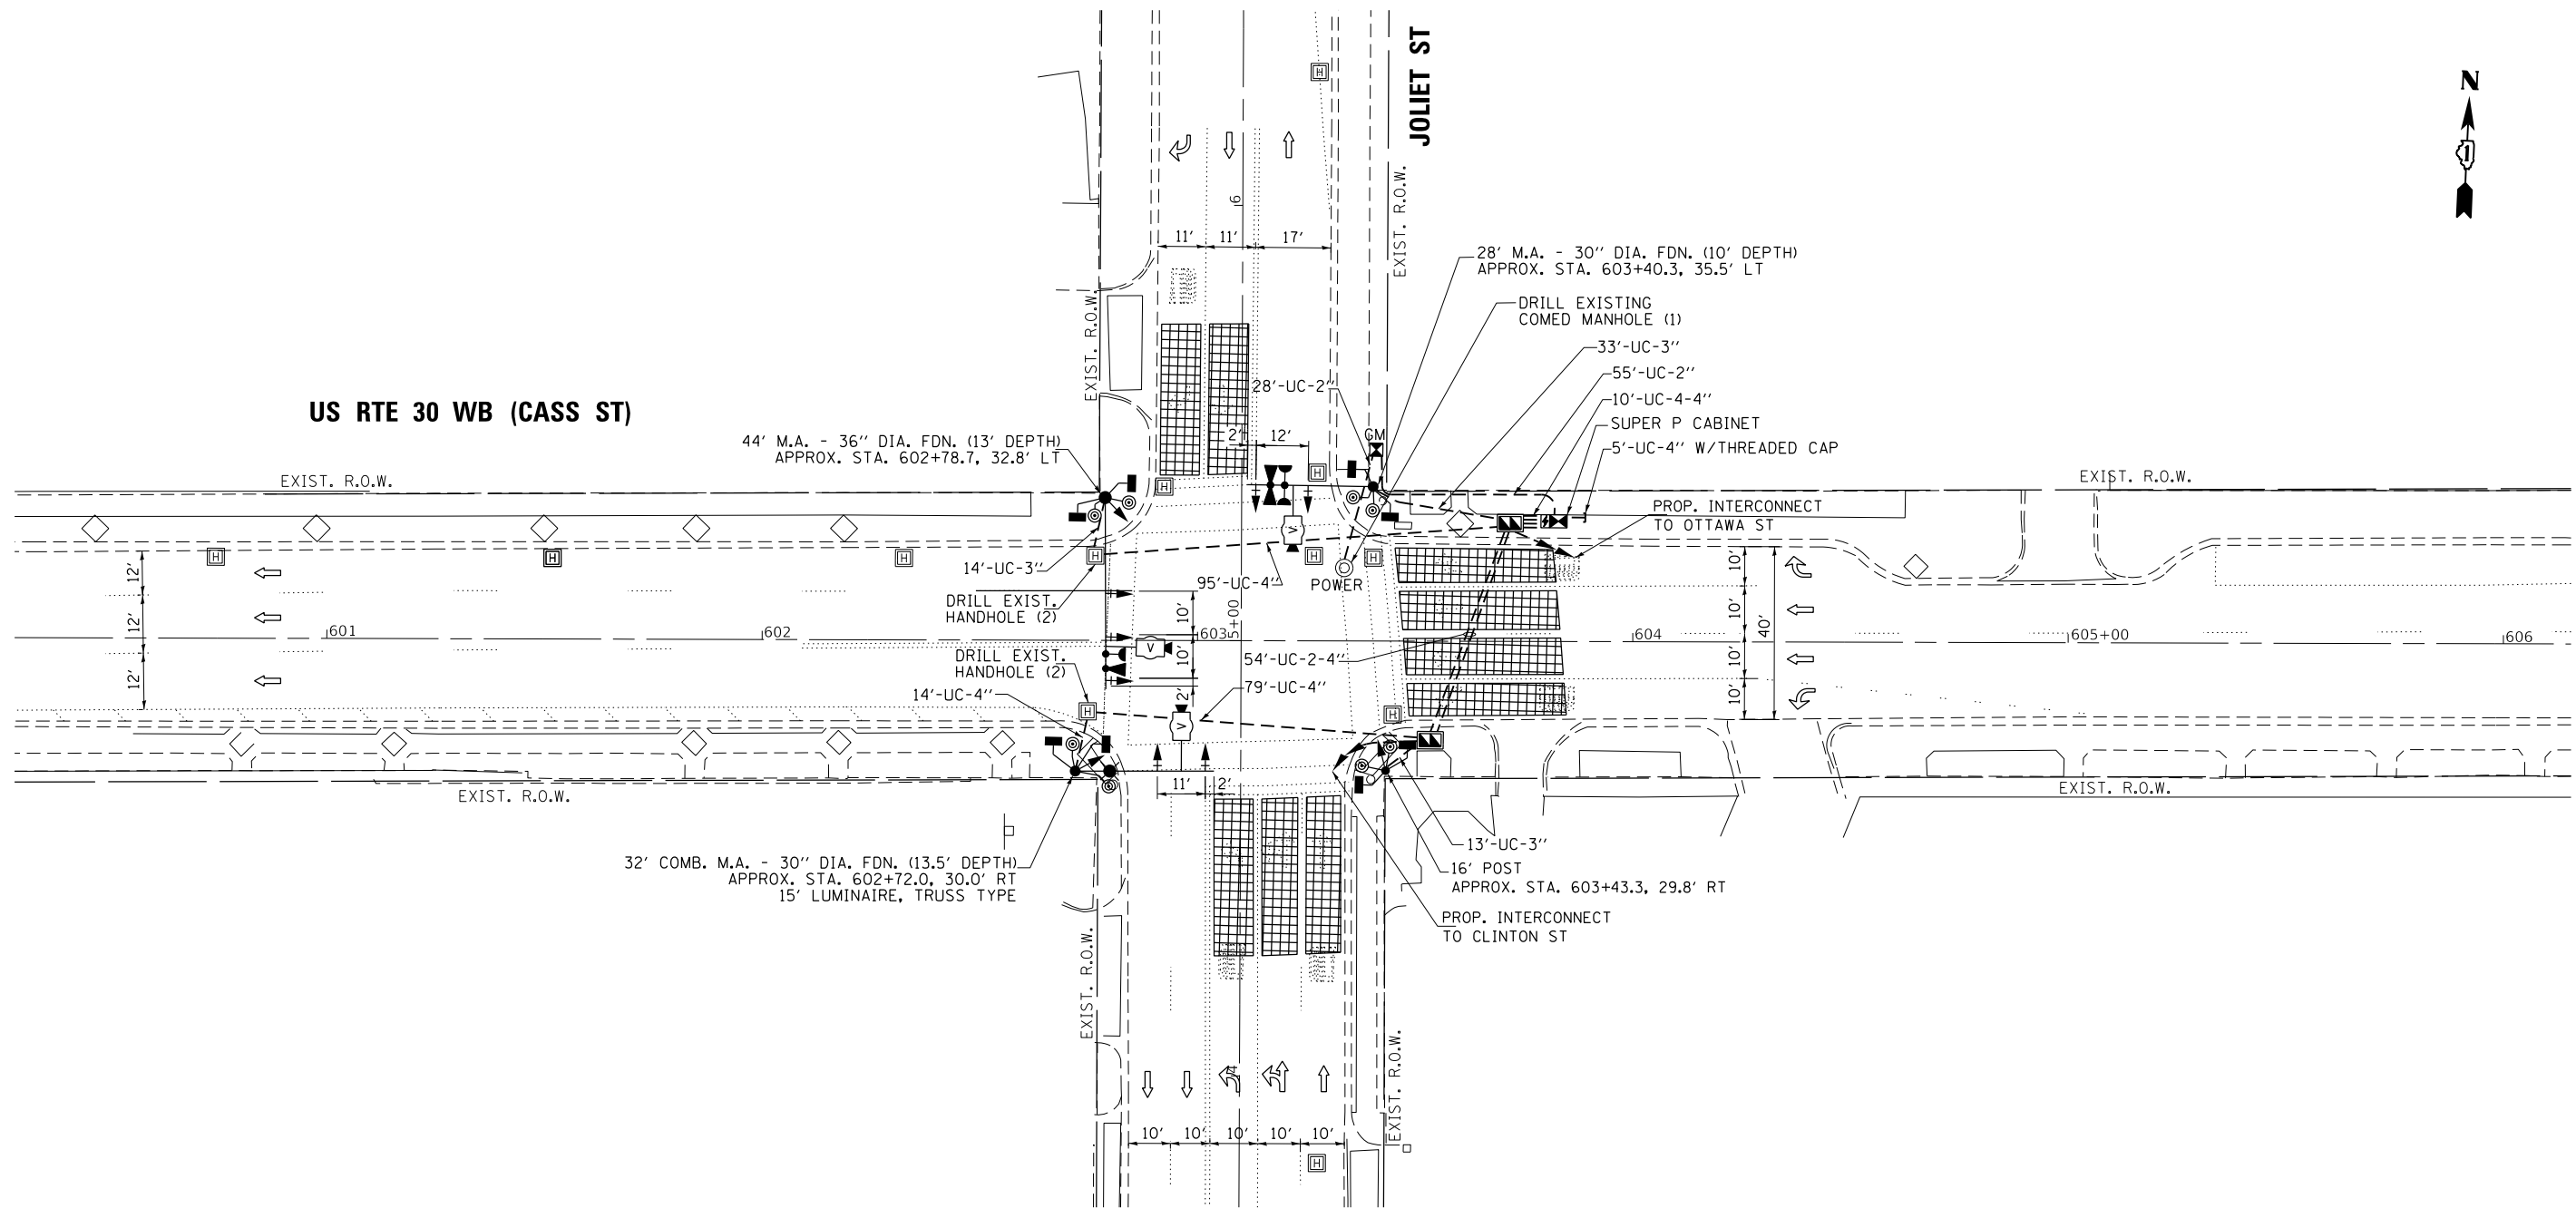 JOLIET ST
N
1
H
EXIST. R.O.W.
6
11' 11' 17'
28' M.A. - 30'' DIA. FDN. (10' DEPTH)
APPROX. STA. 603+40.3, 35.5' LT
DRILL EXISTING
COMED MANHOLE (1)
33'-UC-3''
55'-UC-2''
10'-UC-4-4''
SUPER P CABINET
5'-UC-4'' W/THREADED CAP
EXIST. R.O.W.
28'-UC-2''
US RTE 30 WB (CASS ST)
44' M.A. - 36'' DIA. FDN. (13' DEPTH)
APPROX. STA. 602+78.7, 32.8' LT
2' 12'
GM
EXIST. R.O.W.
EXIST. R.O.W.
H
H
V
PROP. INTERCONNECT
TO OTTAWA ST
H H H H H H
14'-UC-3''
95'-UC-4''
POWER
DRILL EXIST.
HANDHOLE (2)
12'
12'
12'
10'
10'
2'
10'
10'
10'
10'
40'
601 602 603 5+00 604 605+00 606
V
DRILL EXIST.
HANDHOLE (2)
54'-UC-2-4''
14'-UC-4''
79'-UC-4''
H
H
V
EXIST. R.O.W.
11' 2'
EXIST. R.O.W.
32' COMB. M.A. - 30'' DIA. FDN. (13.5' DEPTH)
APPROX. STA. 602+72.0, 30.0' RT
15' LUMINAIRE, TRUSS TYPE
13'-UC-3''
16' POST
APPROX. STA. 603+43.3, 29.8' RT
PROP. INTERCONNECT
TO CLINTON ST
EXIST. R.O.W.
EXIST. R.O.W.
4
10' 10' 10' 10' 10'
H